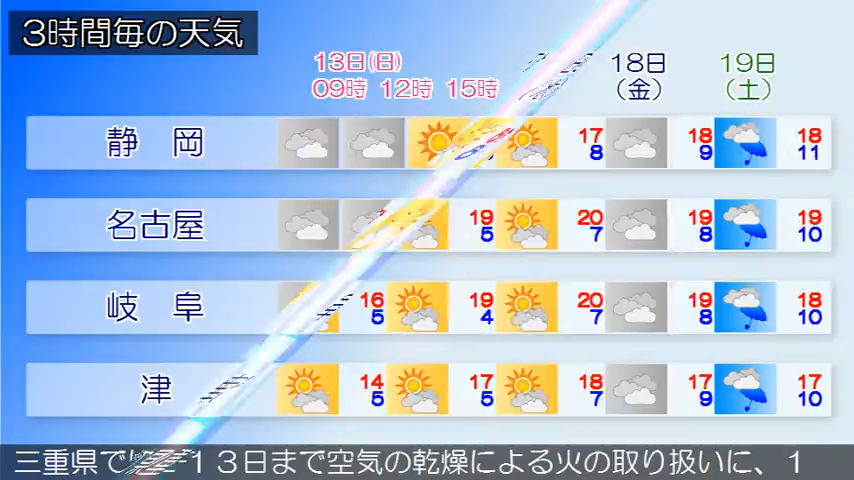 3時間毎の天気
13日(日)
18日 19日
09時 12時 15時
(金) (土)
静岡 17 8 18 9 18 11
名古屋 19 5 20 7 19 8 19 10
岐阜 16 5 19 4 20 7 19 8 18 10
津 14 5 17 5 18 7 17 9 17 10
三重県で １３日まで空気の乾燥による火の取り扱いに、１